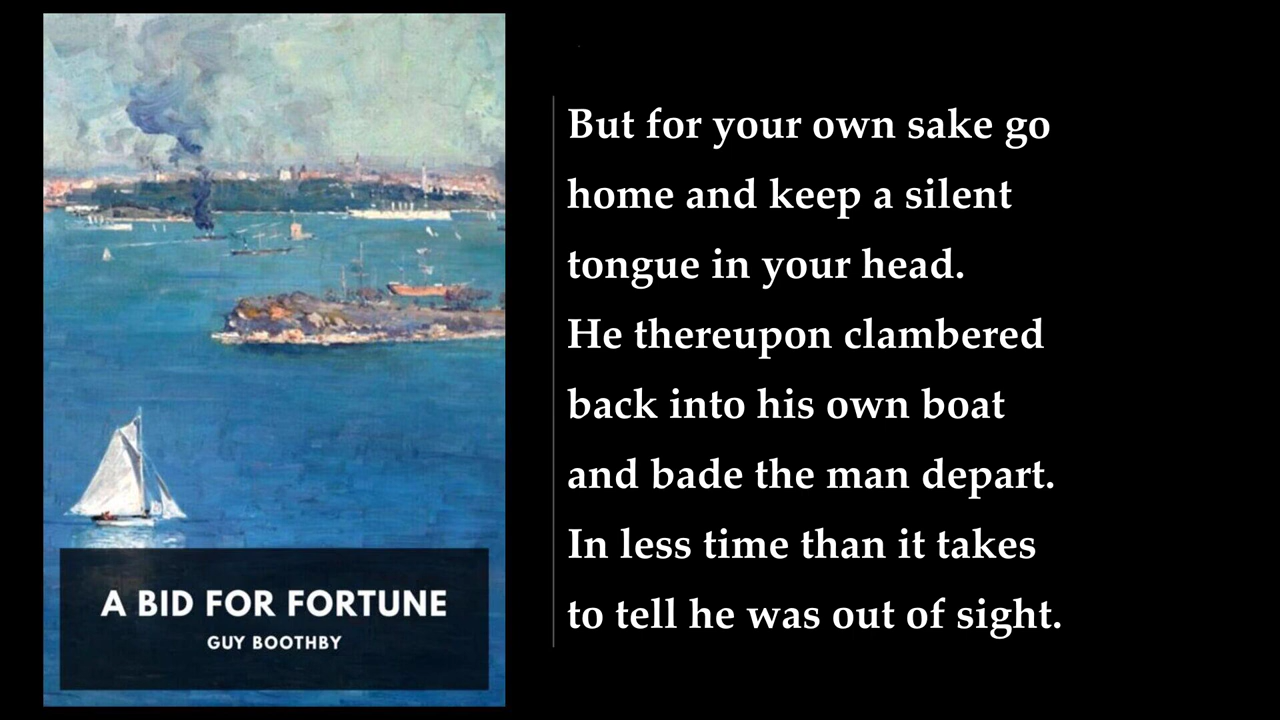 A BID FOR FORTUNE
GUY BOOTHBY
But for your own sake go
home and keep a silent
tongue in your head.
He thereupon clambered
back into his own boat
and bade the man depart.
In less time than it takes
to tell he was out of sight.